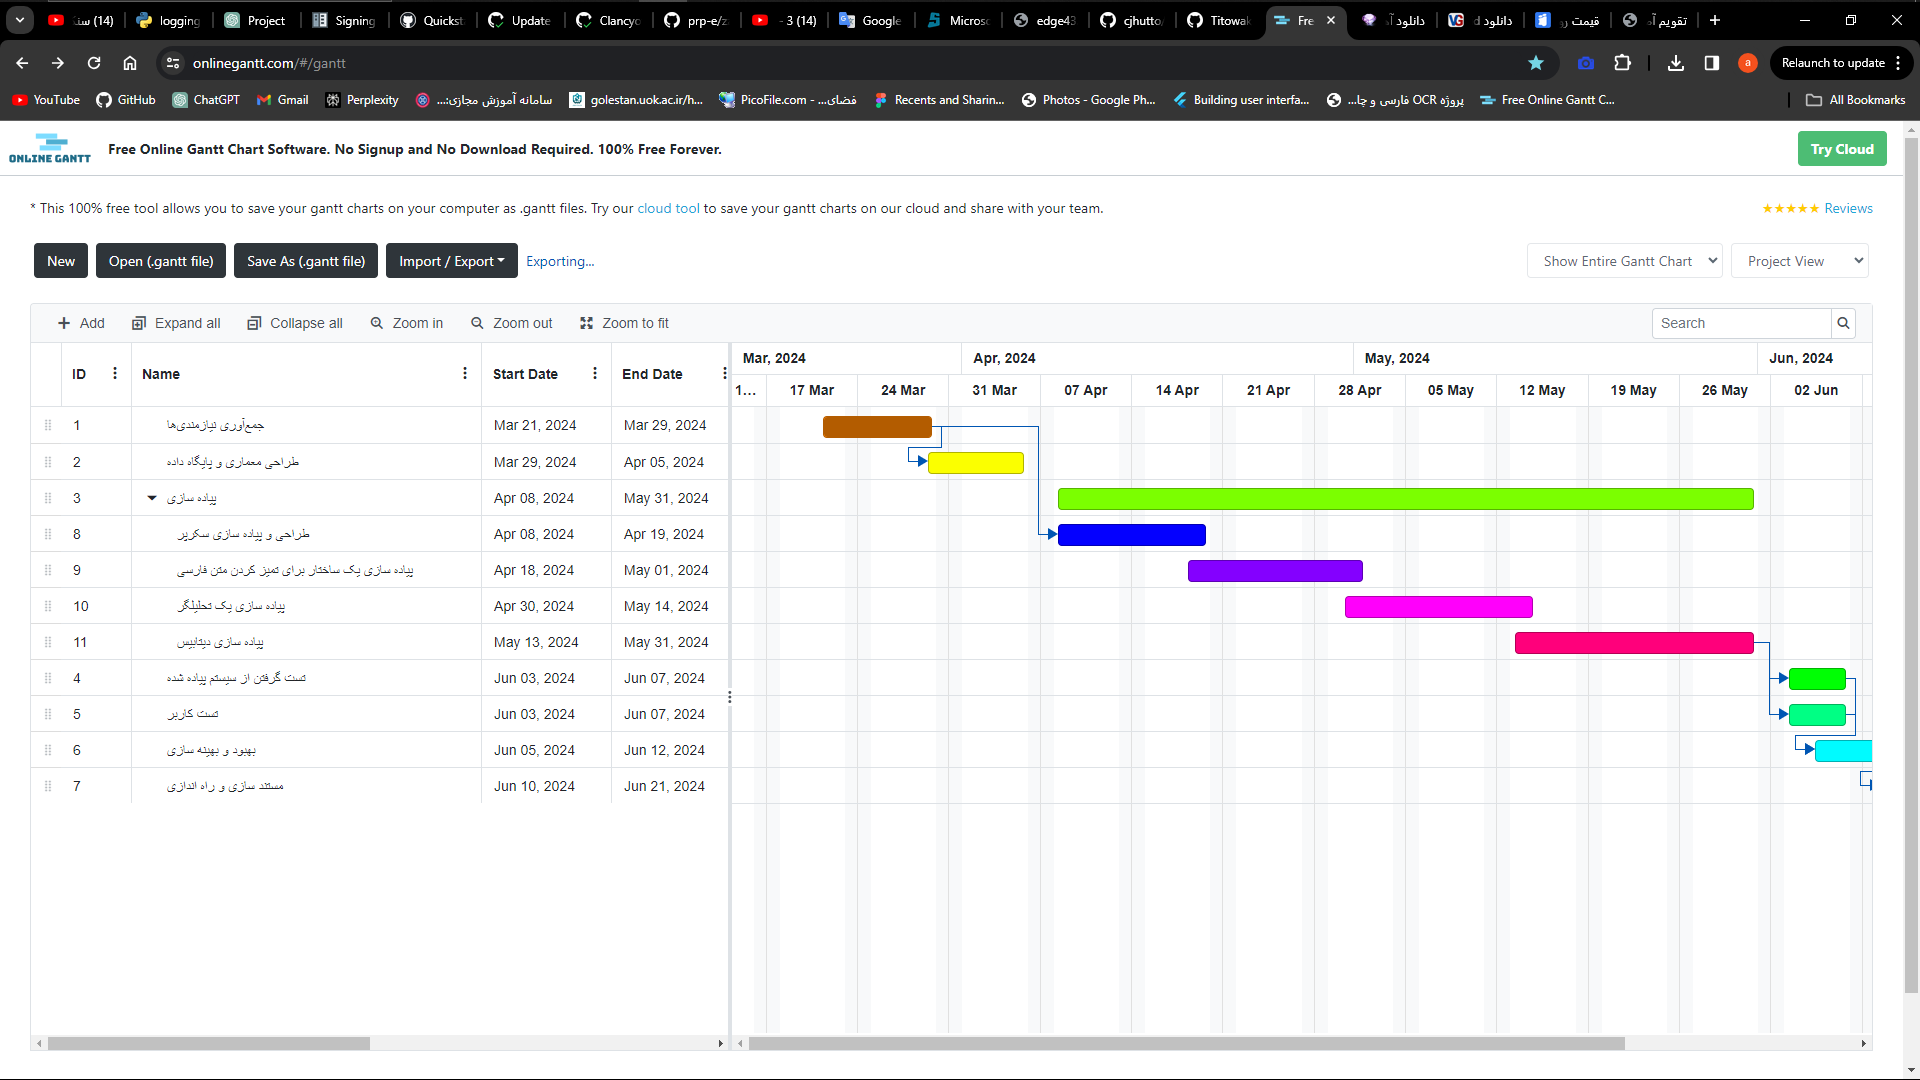 سنک (14)
logging
Project
Signing
Quickst
Update
Clancyo
prp-e/z
(14) 3 -
Google
Microsc
edge43
cjhutto/
Titowak
Fre
دانلود آه
دانلود d
قیمت رو
تقویم آه
onlinegantt.com/#/gantt
a
Relaunch to update
YouTube
GitHub
ChatGPT
Gmail
Perplexity
سامانه آموزش مجازی:...
golestan.uok.ac.ir/h...
PicoFile.com - فضای...
Recents and Sharin...
Photos - Google Ph...
Building user interfa...
پروژه OCR فارسی و چا...
Free Online Gantt C...
All Bookmarks
ONLINE GANTT
Free Online Gantt Chart Software. No Signup and No Download Required. 100% Free Forever.
Try Cloud
* This 100% free tool allows you to save your gantt charts on your computer as .gantt files. Try our cloud tool to save your gantt charts on our cloud and share with your team.
Reviews
New
Open (.gantt file)
Save As (.gantt file)
Import / Export
Exporting...
Show Entire Gantt Chart
Project View
Add
Expand all
Collapse all
Zoom in
Zoom out
Zoom to fit
Search
ID Name Start Date End Date
Mar, 2024 Apr, 2024 May, 2024 Jun, 2024
1... 17 Mar 24 Mar 31 Mar 07 Apr 14 Apr 21 Apr 28 Apr 05 May 12 May 19 May 26 May 02 Jun
1 جمع‌آوری نیازمندی‌ها Mar 21, 2024 Mar 29, 2024
2 طراحی معماری و پایگاه داده Mar 29, 2024 Apr 05, 2024
3 پیاده سازی Apr 08, 2024 May 31, 2024
8 طراحی و پیاده سازی سکرپر Apr 08, 2024 Apr 19, 2024
9 پیاده سازی یک ساختار برای تمیز کردن متن فارسی Apr 18, 2024 May 01, 2024
10 پیاده سازی یک تحلیلگر Apr 30, 2024 May 14, 2024
11 پیاده سازی دیتابیس May 13, 2024 May 31, 2024
4 تست گرفتن از سیستم پیاده شده Jun 03, 2024 Jun 07, 2024
5 تست کاربر Jun 03, 2024 Jun 07, 2024
6 بهبود و بهینه سازی Jun 05, 2024 Jun 12, 2024
7 مستند سازی و راه اندازی Jun 10, 2024 Jun 21, 2024